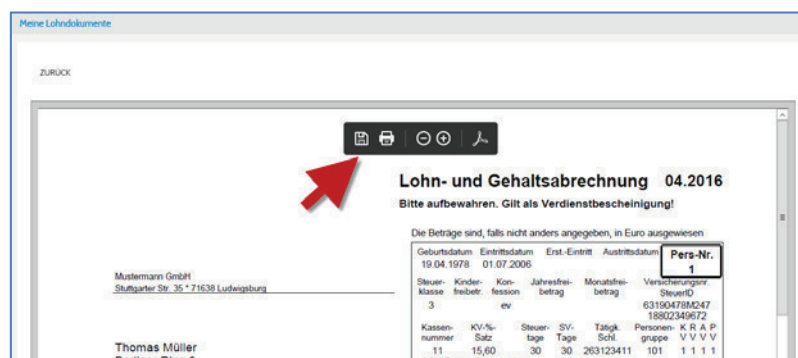 Meine Lohndokumente
ZURÜCK
Lohn- und Gehaltsabrechnung 04.2016
Bitte aufbewahren. Gilt als Verdienstbescheinigung!
Die Beträge sind, falls nicht anders angegeben, in Euro ausgewiesen
Geburtsdatum Eintrittsdatum Erst.-Eintritt Austrittsdatum Pers-Nr.
19.04.1978 01.07.2006 1
Mustermann GmbH
Stuttgarter Str. 35 * 71638 Ludwigsburg
Steuer- Kinder- Kon- Jahresfrei- Monatsfrei- Versicherungsnr.
klasse freibetr. fession betrag betrag SteuerID
3 ev 63190478M247
18802349672
Kassen- KV-%- Steuer- SV- Tätigk. Personen- K R A P
nummer Satz tage Tage Schl. gruppe V V V V
11 15,60 30 30 263123411 101 1 1 1 1
Thomas Müller